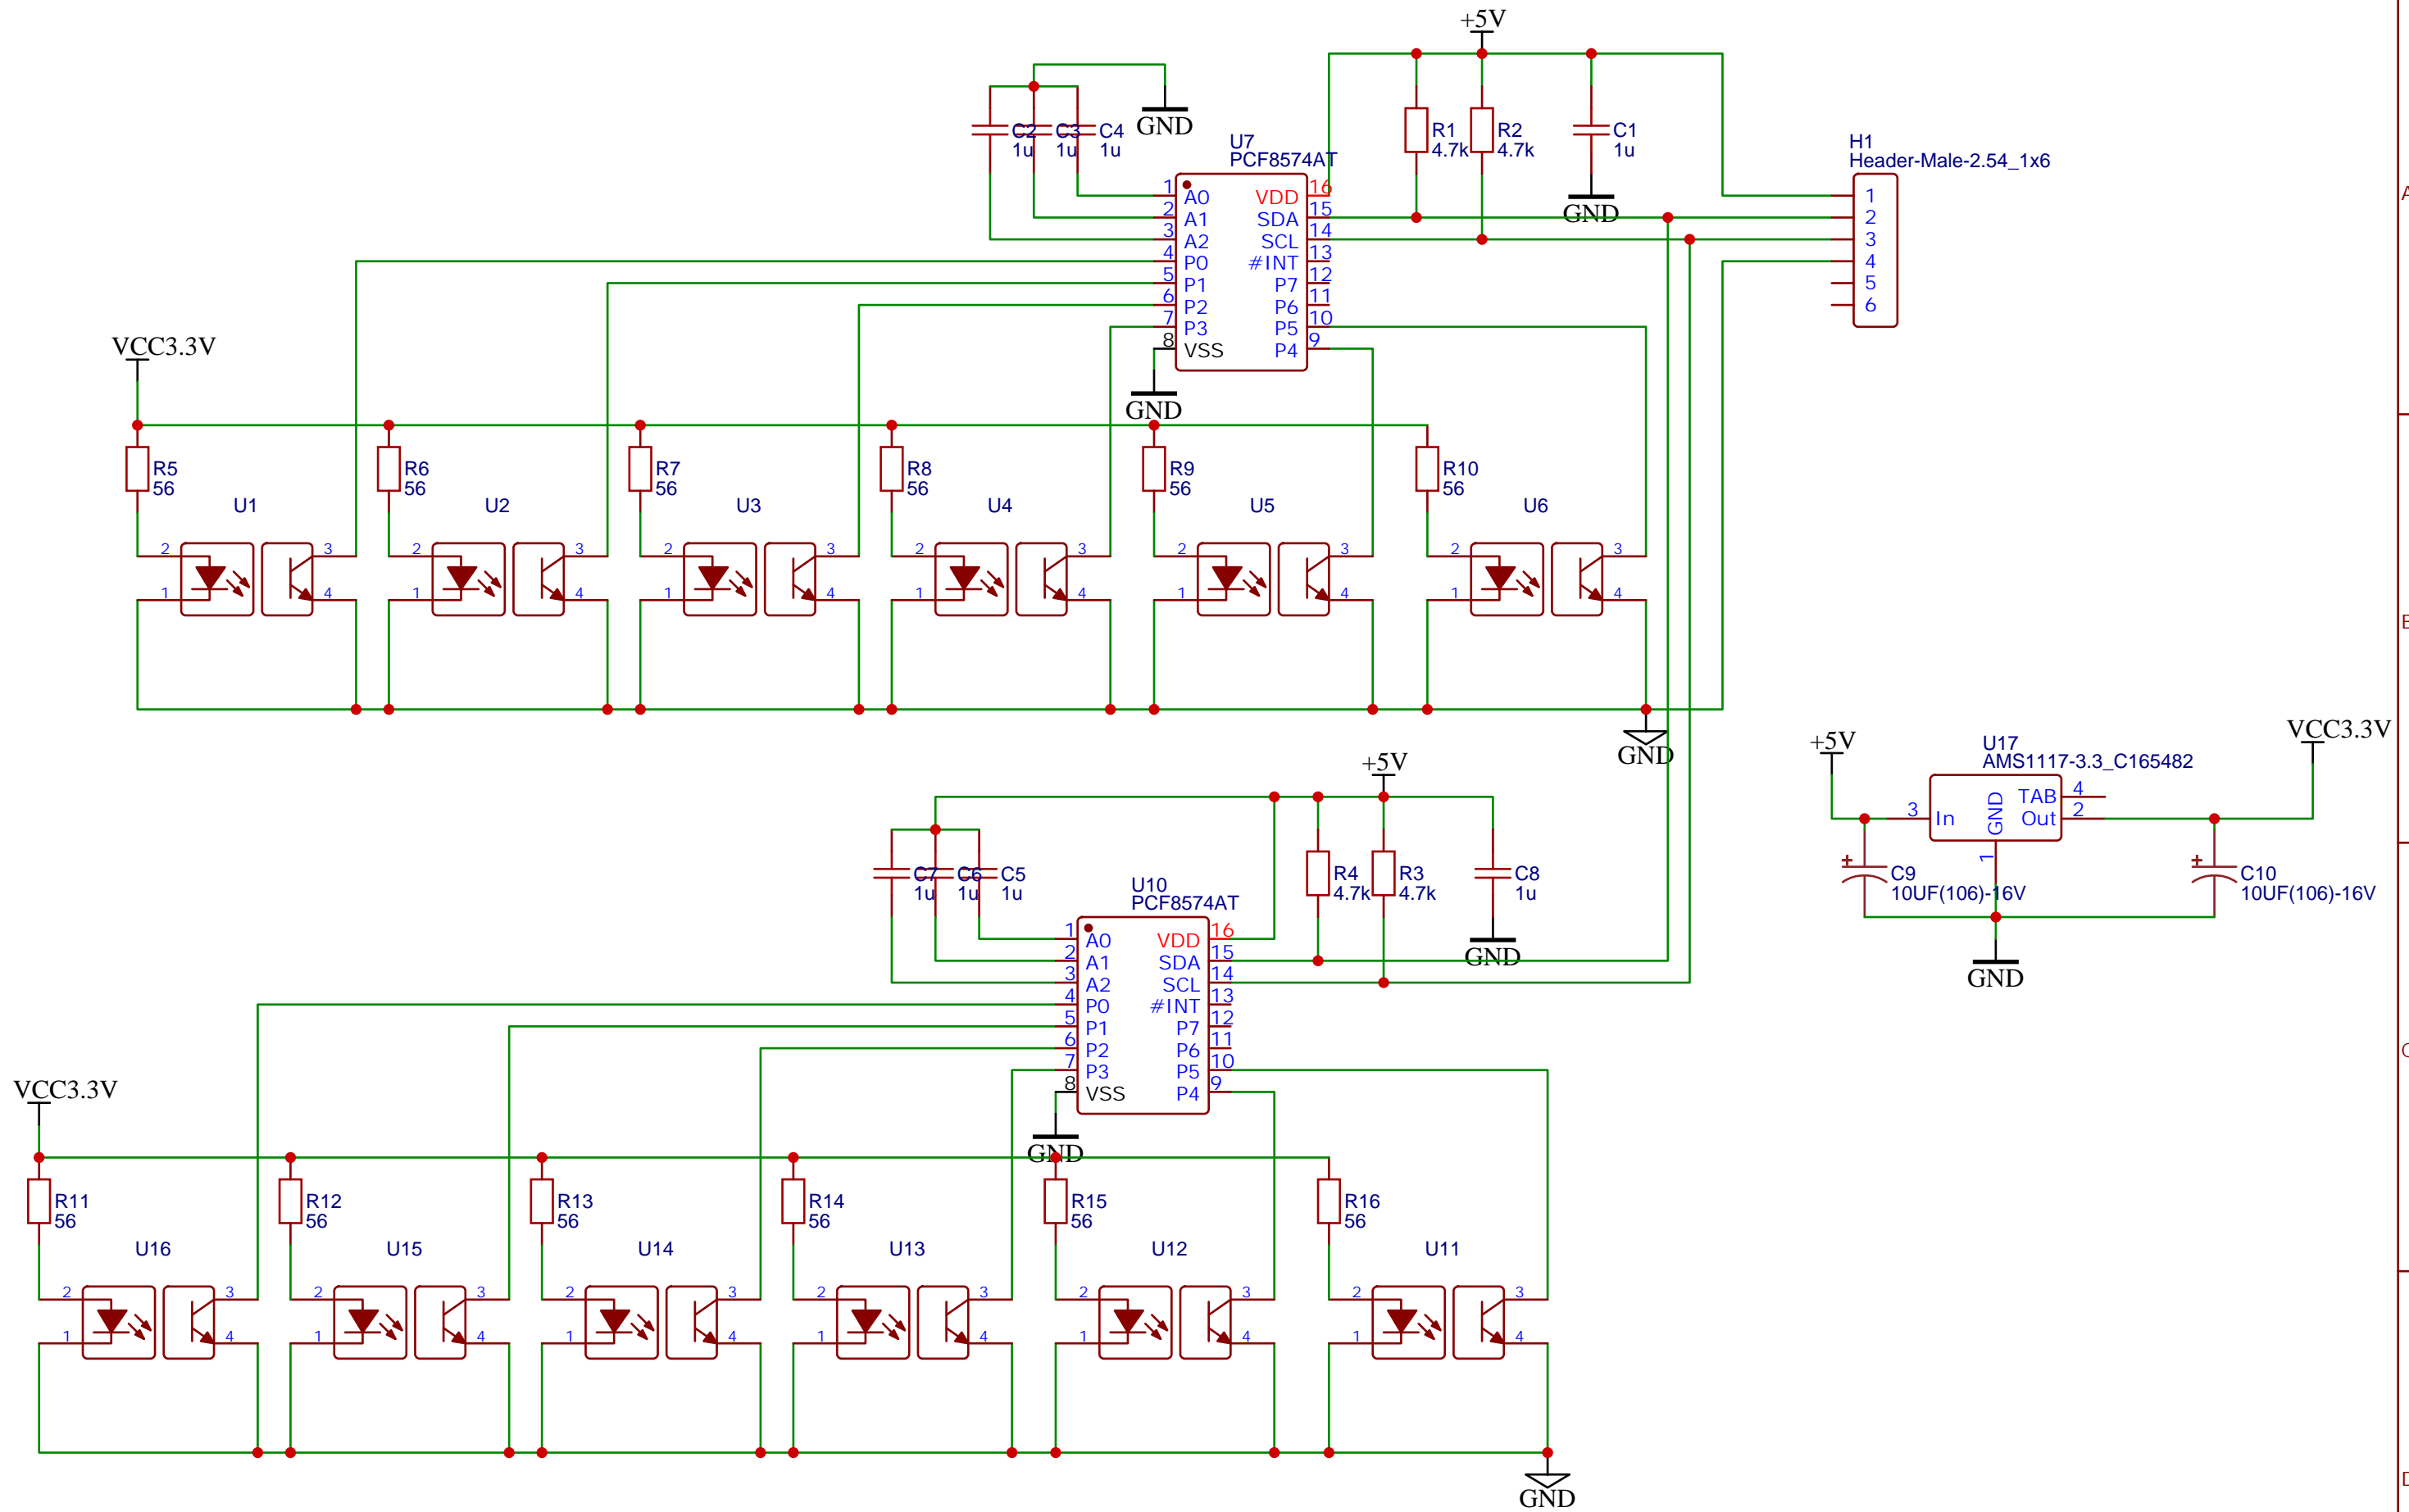 +5V
GND
C2
1u
C3
1u
C4
1u
R1
4.7k
R2
4.7k
C1
1u
GND
U7
PCF8574AT
1 A0
2 A1
3 A2
4 P0
5 P1
6 P2
7 P3
8 VSS
VDD 16
SDA 15
SCL 14
#INT 13
P7 12
P6 11
P5 10
P4 9
GND
H1
Header-Male-2.54_1x6
1
2
3
4
5
6
A
VCC3.3V
R5
56
R6
56
R7
56
R8
56
R9
56
R10
56
U1
U2
U3
U4
U5
U6
2 3
1 4
2 3
1 4
2 3
1 4
2 3
1 4
2 3
1 4
2 3
1 4
B
GND
+5V
VCC3.3V
U17
AMS1117-3.3_C165482
3 In
GND
1
TAB 4
Out 2
+
C9
10UF(106)-16V
+
C10
10UF(106)-16V
GND
+5V
C7
1u
C6
1u
C5
1u
R4
4.7k
R3
4.7k
C8
1u
GND
U10
PCF8574AT
1 A0
2 A1
3 A2
4 P0
5 P1
6 P2
7 P3
8 VSS
VDD 16
SDA 15
SCL 14
#INT 13
P7 12
P6 11
P5 10
P4 9
GND
C
VCC3.3V
R11
56
R12
56
R13
56
R14
56
R15
56
R16
56
U16
U15
U14
U13
U12
U11
2 3
1 4
2 3
1 4
2 3
1 4
2 3
1 4
2 3
1 4
2 3
1 4
D
GND